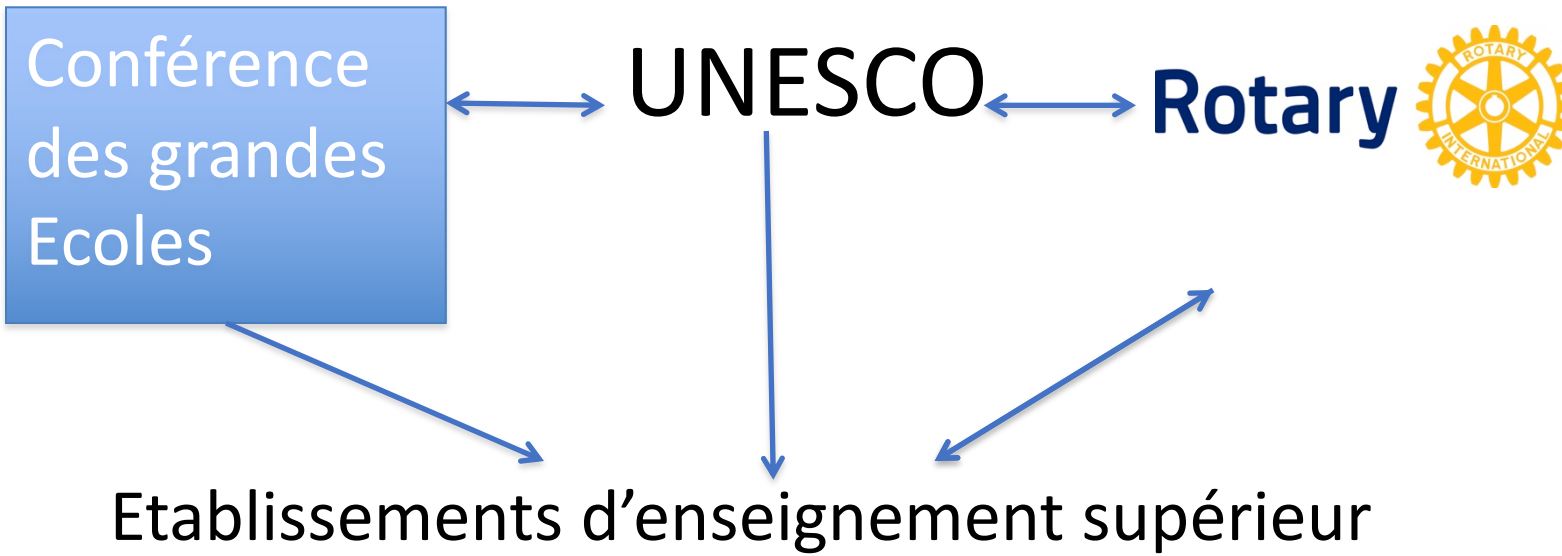 Conférence
des grandes
Ecoles
UNESCO
Rotary
ROTARY
INTERNATIONAL
Etablissements d’enseignement supérieur